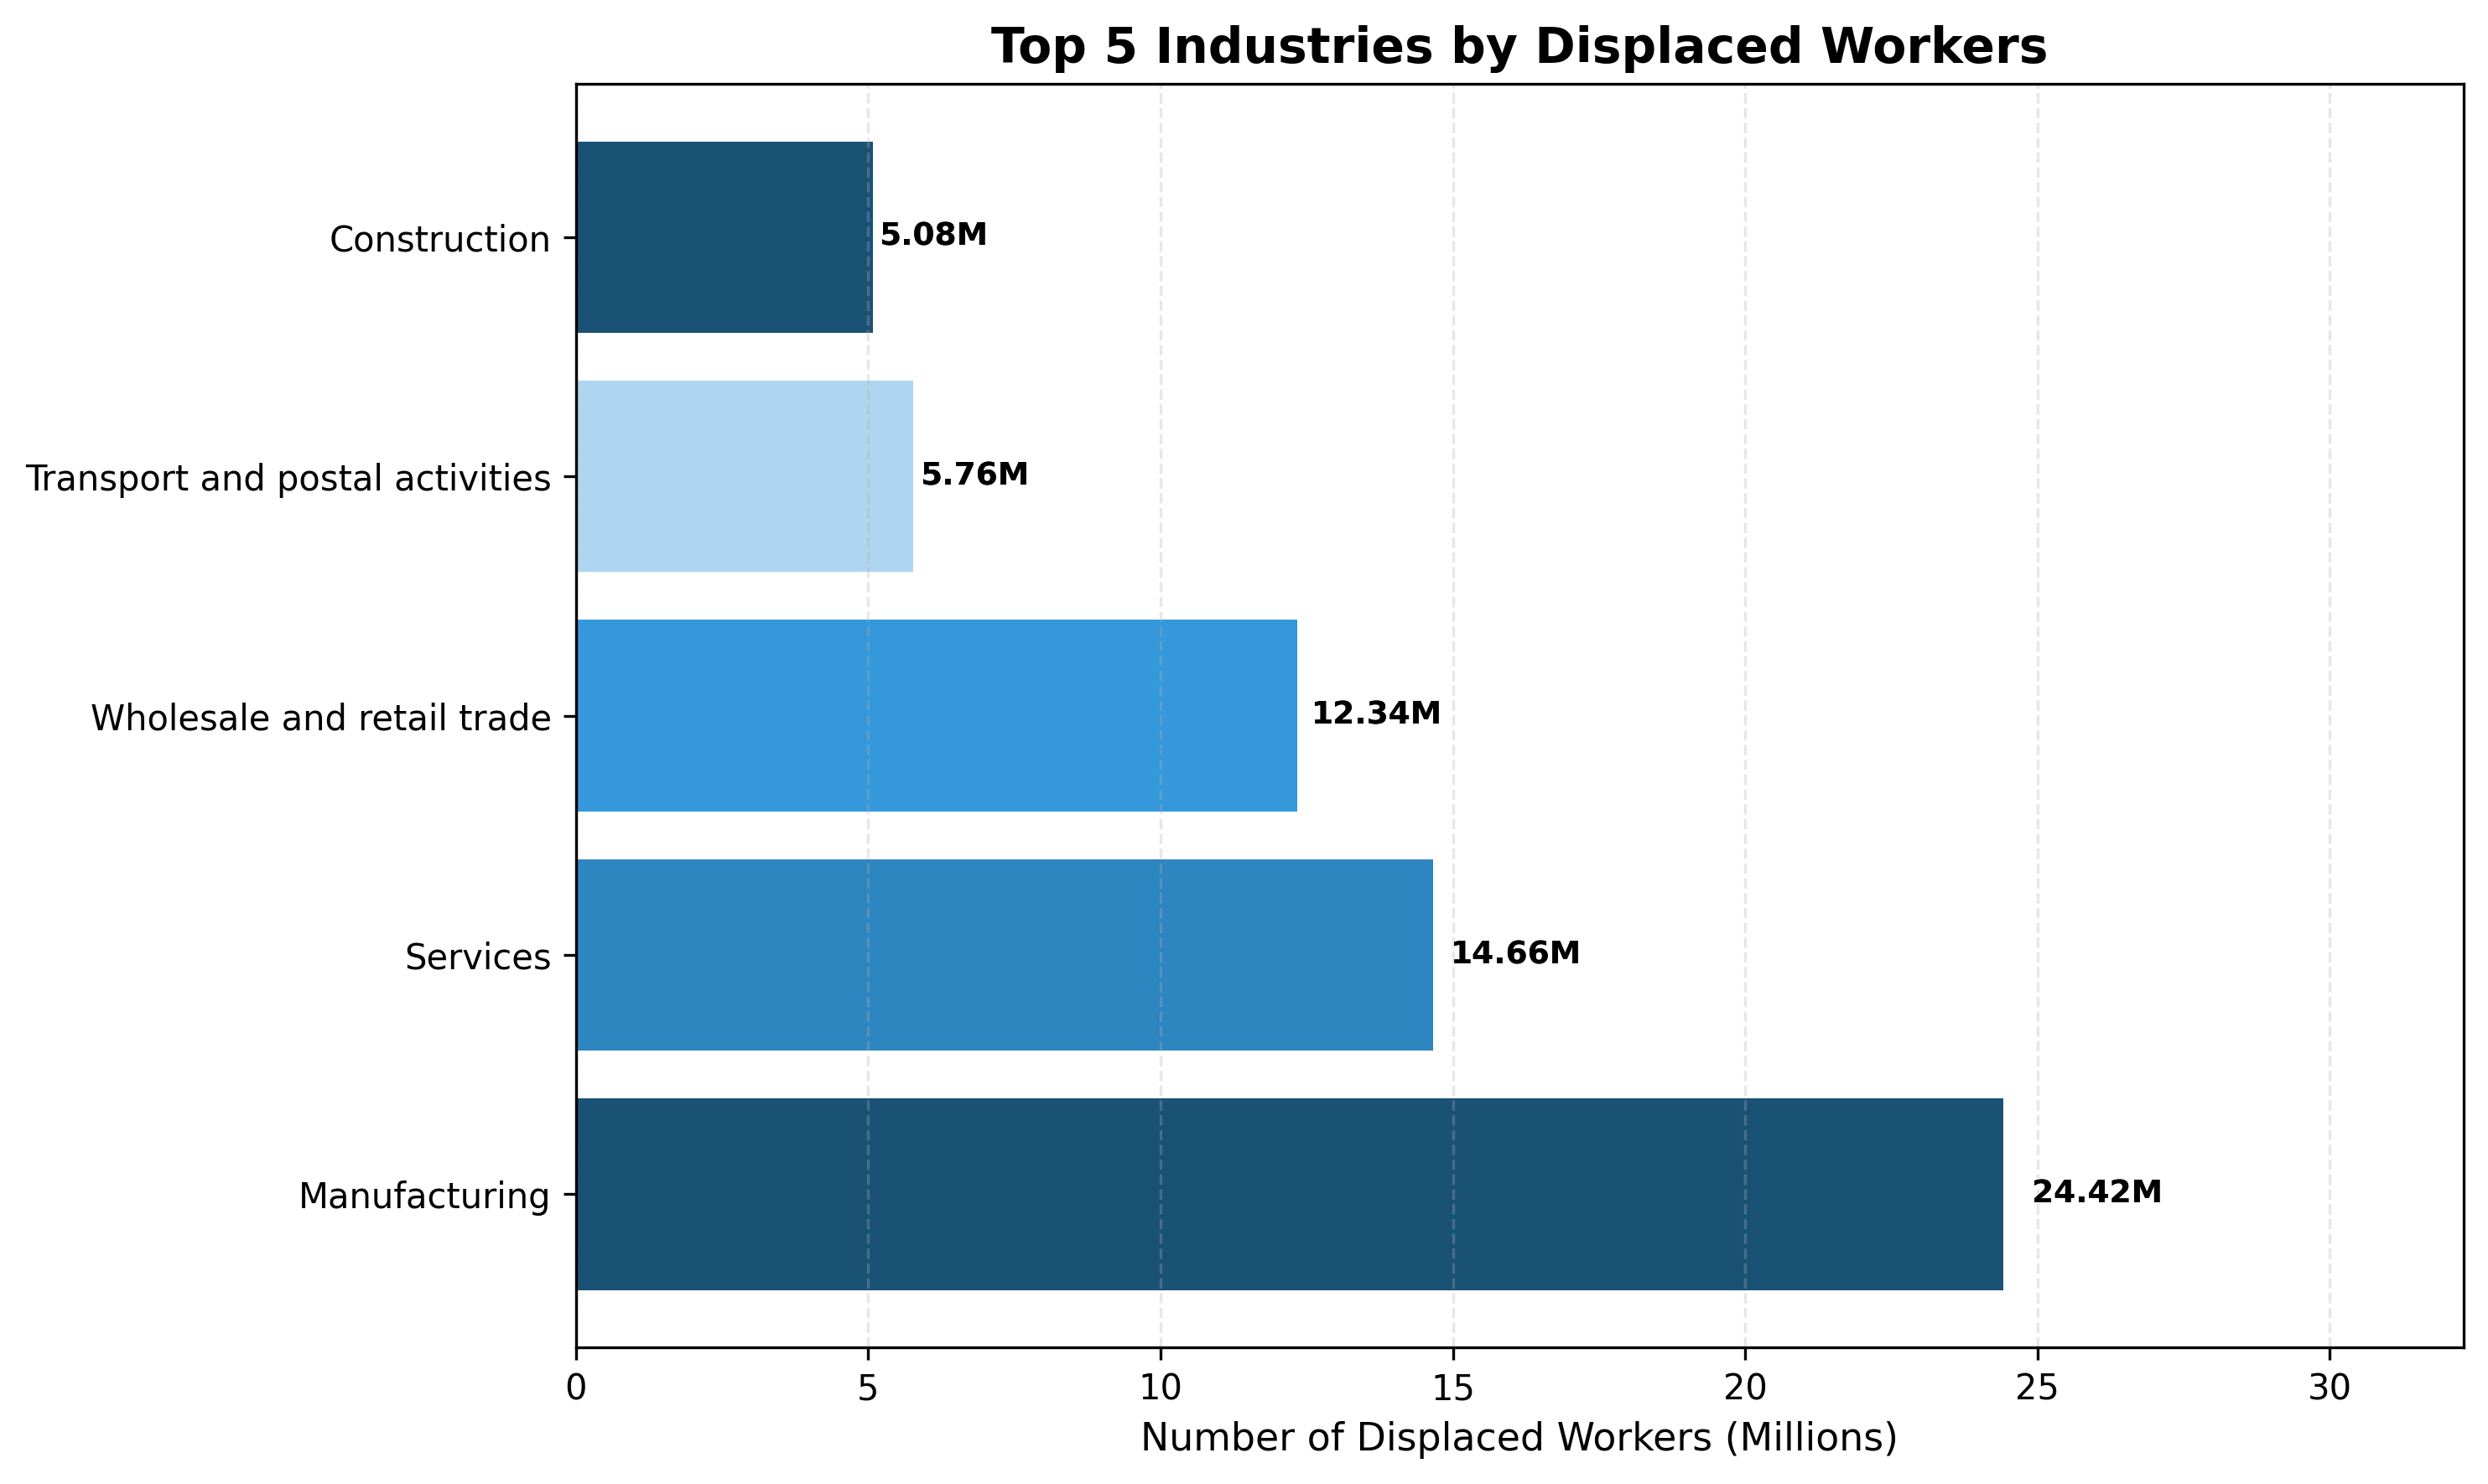 Top 5 Industries by Displaced Workers
Construction
5.08M
Transport and postal activities
5.76M
Wholesale and retail trade
12.34M
Services
14.66M
Manufacturing
24.42M
0 5 10 15 20 25 30
Number of Displaced Workers (Millions)